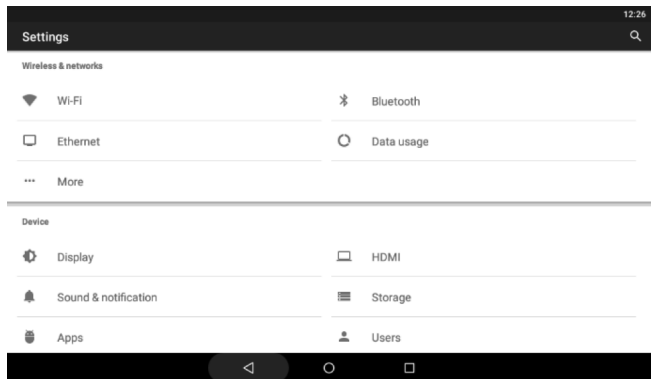 12:26
Settings
Wireless & networks
Wi-Fi
Bluetooth
Ethernet
Data usage
More
Device
Display
HDMI
Sound & notification
Storage
Apps
Users